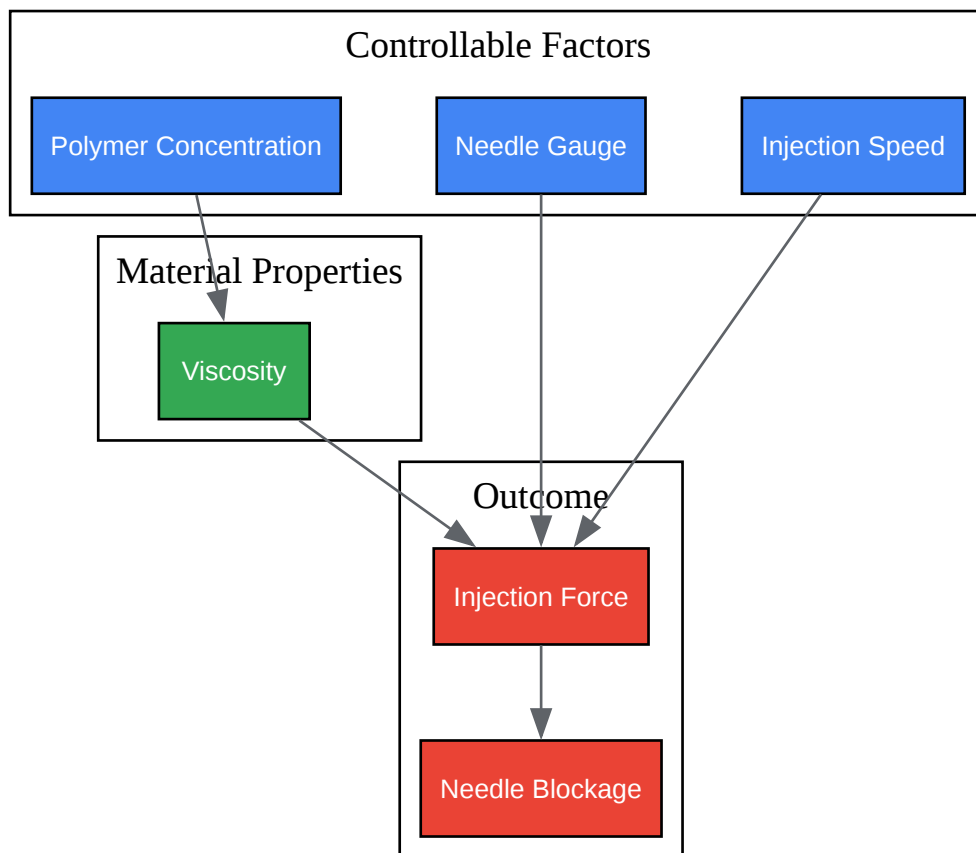 Controllable Factors
Polymer Concentration
Needle Gauge
Injection Speed
Material Properties
Viscosity
Outcome
Injection Force
Needle Blockage